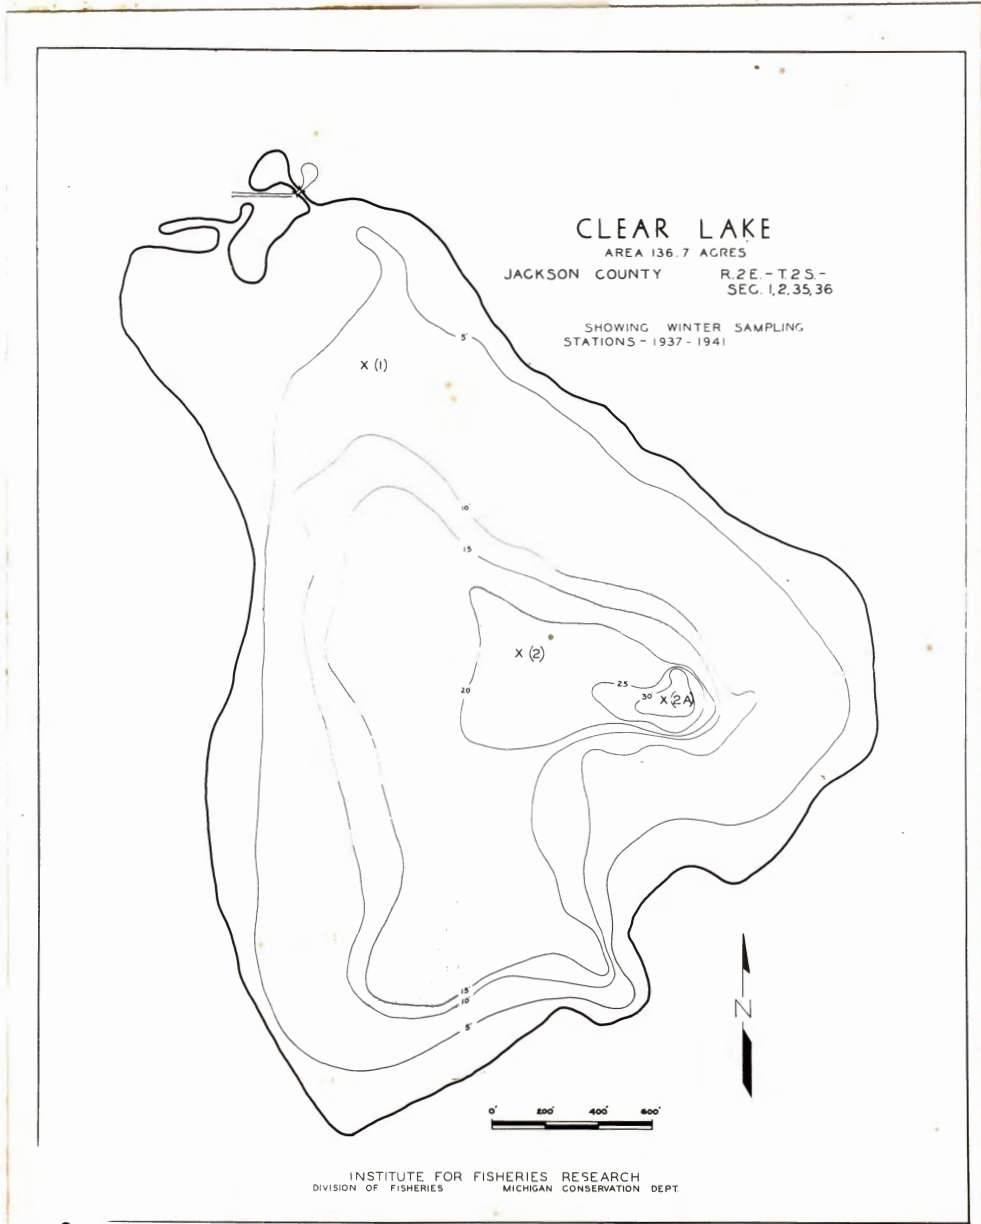 CLEAR LAKE
AREA 136.7 ACRES
JACKSON COUNTY R.2E.-T.2S.-
SEC. 1,2,35,36
SHOWING WINTER SAMPLING
STATIONS - 1937-1941
5'
X (1)
10'
15
X (2)
20
25
30' X (2A)
15'
10'
5'
N
0' 200' 400' 600'
INSTITUTE FOR FISHERIES RESEARCH
DIVISION OF FISHERIES MICHIGAN CONSERVATION DEPT.